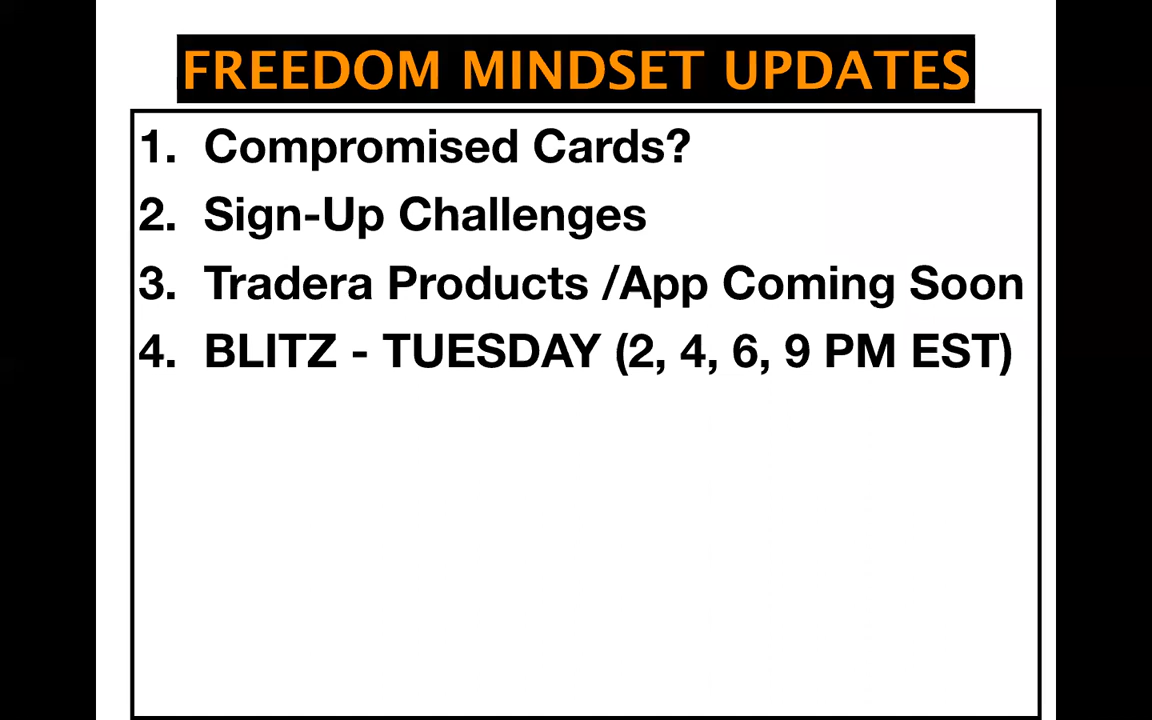 FREEDOM MINDSET UPDATES
1. Compromised Cards?
2. Sign-Up Challenges
3. Tradera Products /App Coming Soon
4. BLITZ - TUESDAY (2, 4, 6, 9 PM EST)